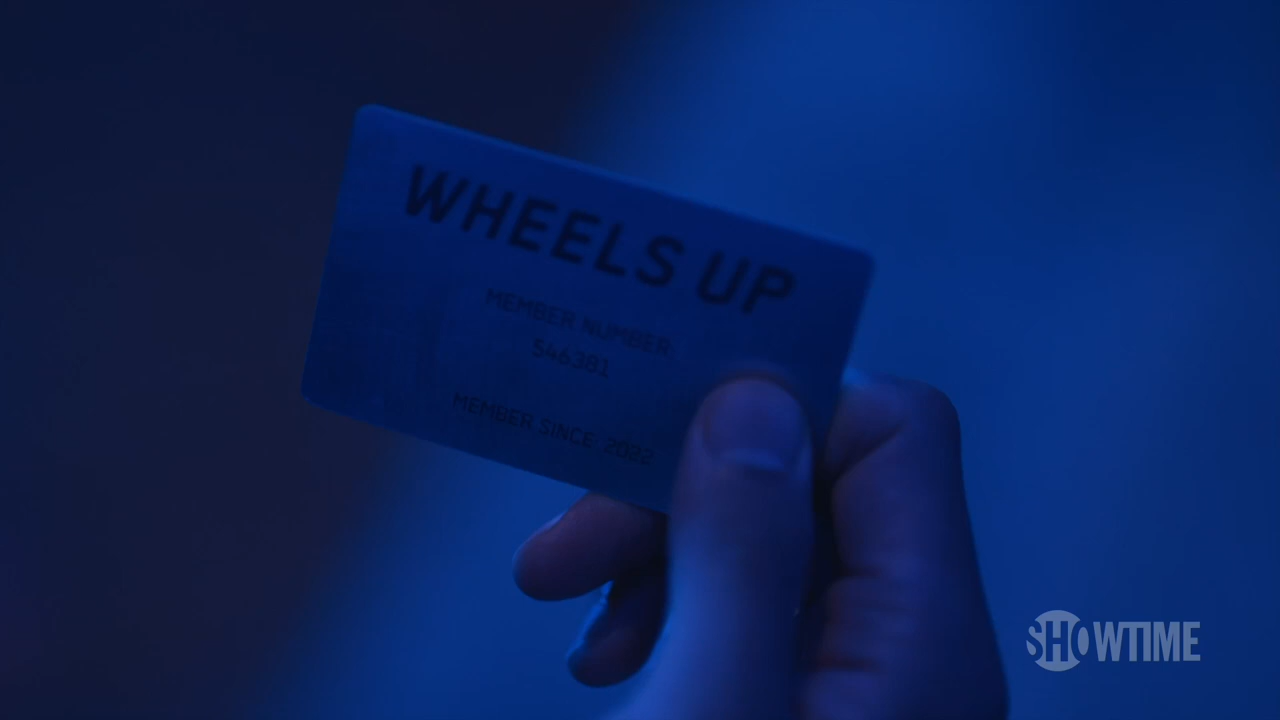 WHEELS UP
MEMBER NUMBER:
546381
MEMBER SINCE: 2022
SHOWTIME